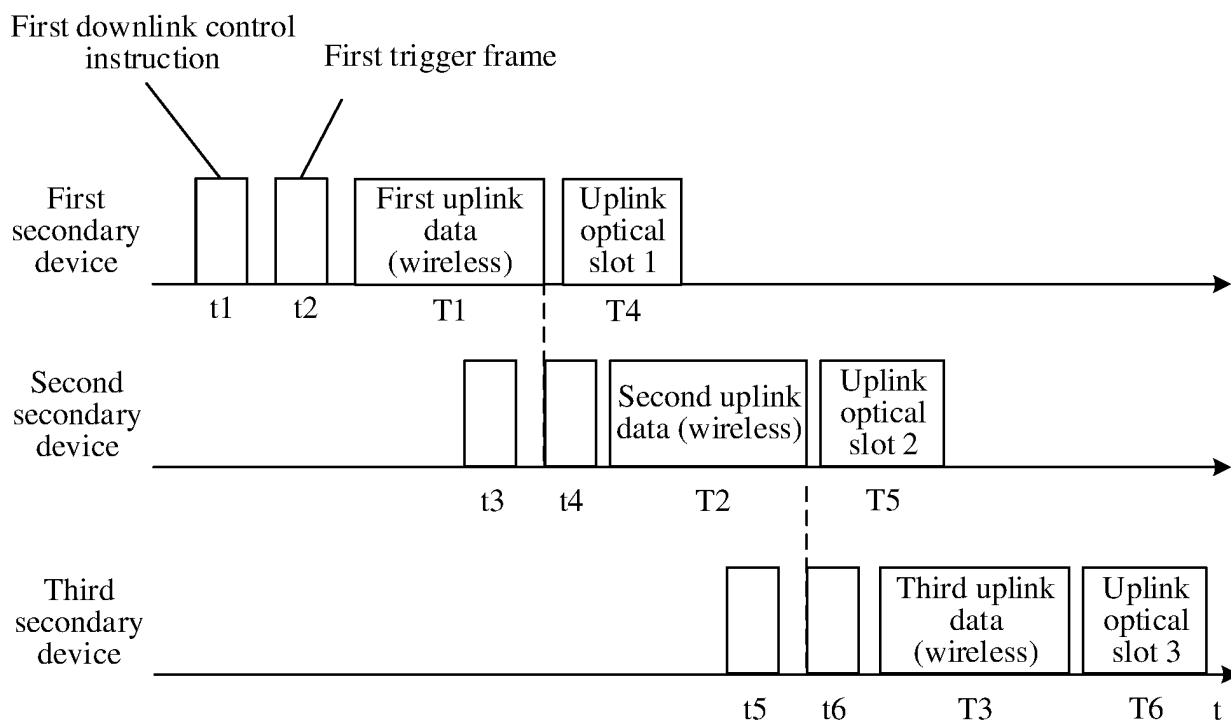 First downlink control
instruction
First trigger frame
First
secondary
device
First uplink
data
(wireless)
Uplink
optical
slot 1
t1
t2
T1
T4
Second
secondary
device
Second uplink
data (wireless)
Uplink
optical
slot 2
t3
t4
T2
T5
Third
secondary
device
Third uplink
data
(wireless)
Uplink
optical
slot 3
t5
t6
T3
T6
t